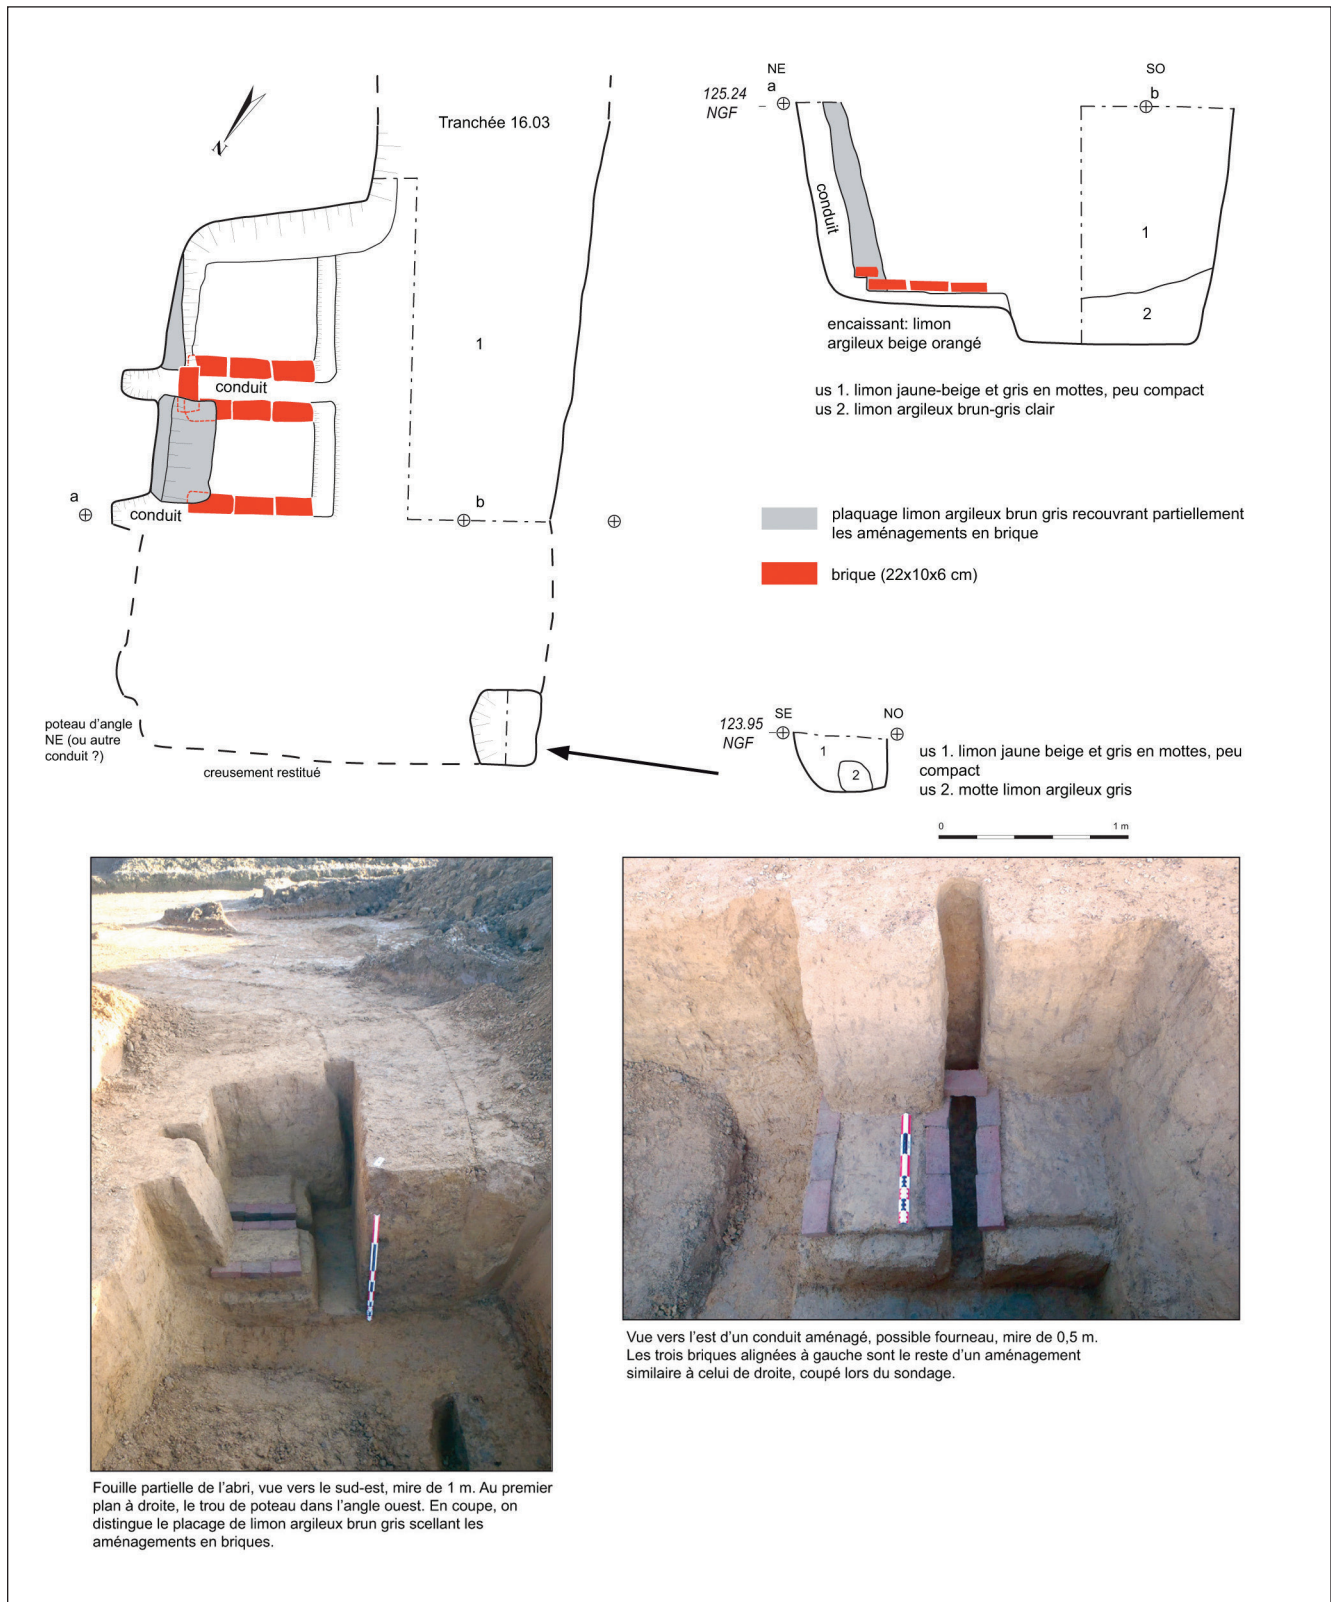 N
Tranchée 16.03
1
conduit
a
b
conduit
poteau d'angle
NE (ou autre
conduit ?)
creusement restitué
NE
a
SO
b
125.24
NGF
conduit
1
2
encaissant: limon
argileux beige orangé
us 1. limon jaune-beige et gris en mottes, peu compact
us 2. limon argileux brun-gris clair
plaquage limon argileux brun gris recouvrant partiellement
les aménagements en brique
brique (22x10x6 cm)
SE
NO
123.95
NGF
1
2
us 1. limon jaune beige et gris en mottes, peu
compact
us 2. motte limon argileux gris
0 1 m
Vue vers l'est d'un conduit aménagé, possible fourneau, mire de 0,5 m.
Les trois briques alignées à gauche sont le reste d'un aménagement
similaire à celui de droite, coupé lors du sondage.
Fouille partielle de l'abri, vue vers le sud-est, mire de 1 m. Au premier
plan à droite, le trou de poteau dans l'angle ouest. En coupe, on
distingue le placage de limon argileux brun gris scellant les
aménagements en briques.